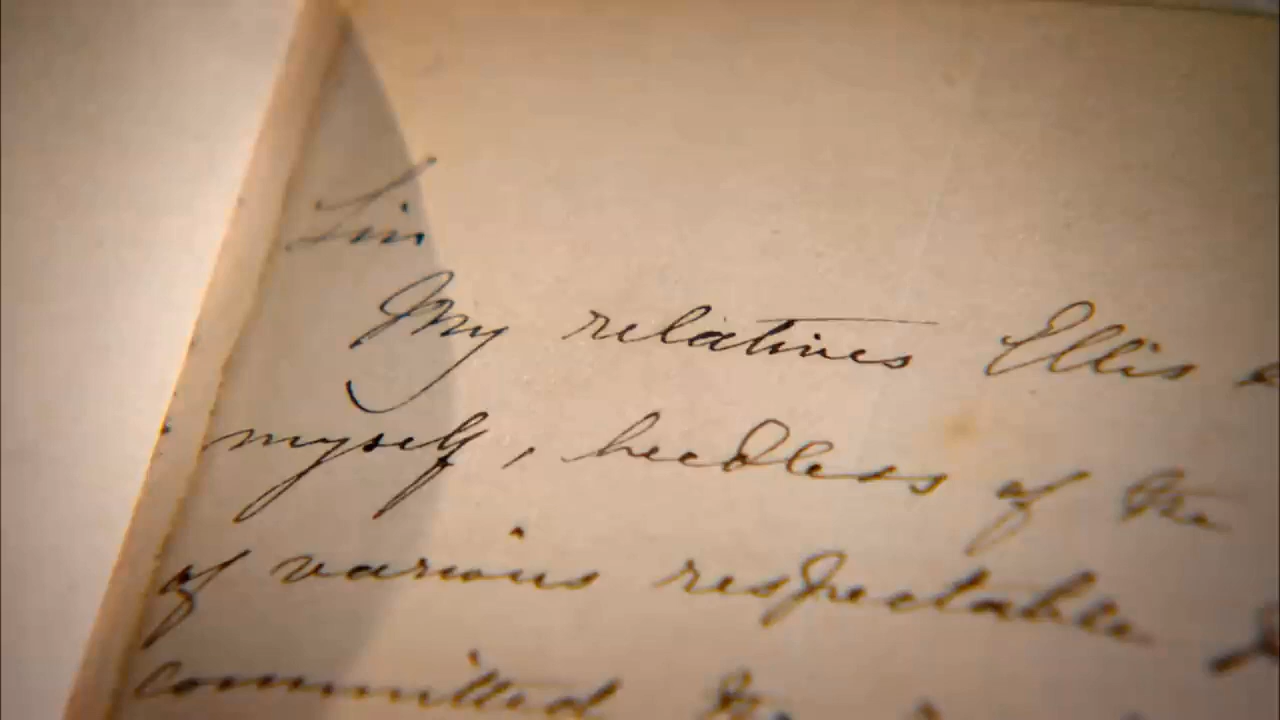 Sir
My relatives Ellis
myself, heedless of the
of various respectable
committed